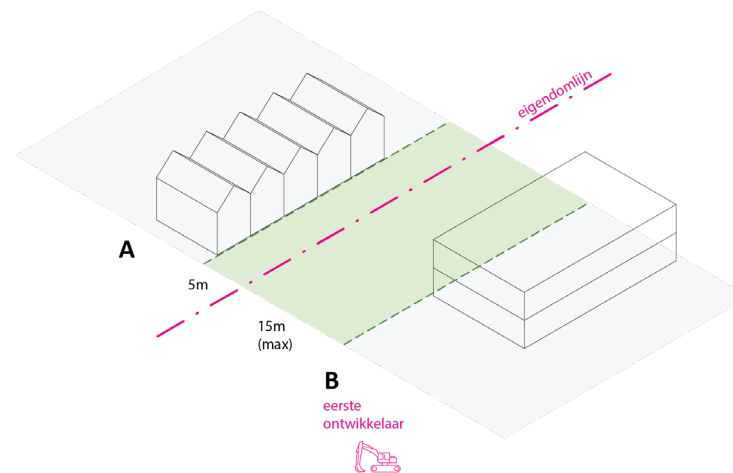 eigendomlijn
A
5m
15m
(max)
B
eerste
ontwikkelaar